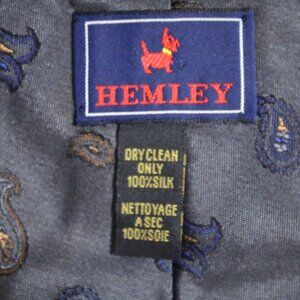 HEMLEY
DRY CLEAN
ONLY
100% SILK
NETTOYAGE
A SEC
100% SOIE